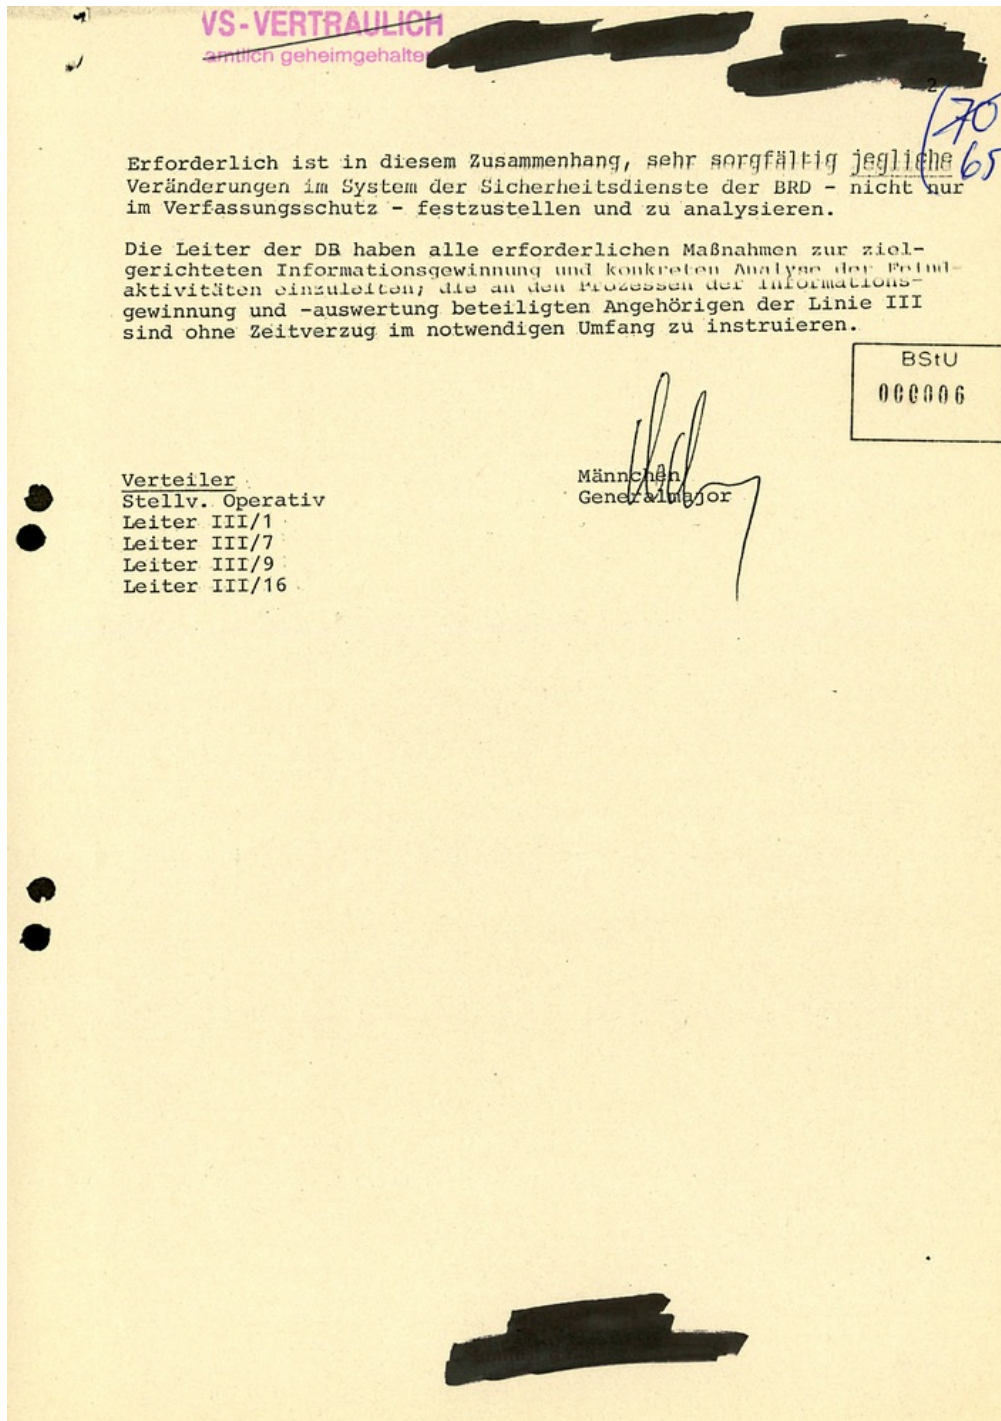 VS-VERTRAULICH
amtlich geheimgehalten
2
70
65
Erforderlich ist in diesem Zusammenhang, sehr sorgfältig jegliche
Veränderungen im System der Sicherheitsdienste der BRD - nicht nur
im Verfassungsschutz - festzustellen und zu analysieren.
Die Leiter der DB haben alle erforderlichen Maßnahmen zur ziel-
gerichteten Informationsgewinnung und konkreten Analyse der Feind-
aktivitäten einzuleiten; die an den Prozessen der Informations-
gewinnung und -auswertung beteiligten Angehörigen der Linie III
sind ohne Zeitverzug im notwendigen Umfang zu instruieren.
BStU
000006
Männchen
Generalmajor
Verteiler
Stellv. Operativ
Leiter III/1
Leiter III/7
Leiter III/9
Leiter III/16